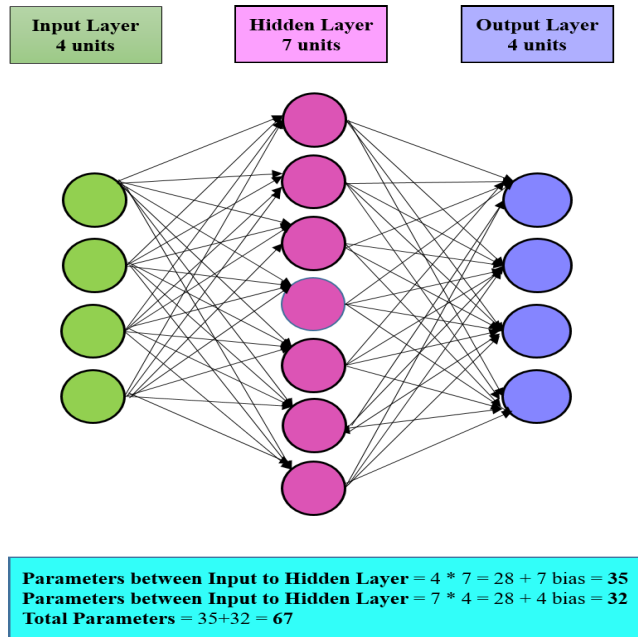 Input Layer
4 units
Hidden Layer
7 units
Output Layer
4 units
Parameters between Input to Hidden Layer = 4 * 7 = 28 + 7 bias = 35
Parameters between Input to Hidden Layer = 7 * 4 = 28 + 4 bias = 32
Total Parameters = 35+32 = 67